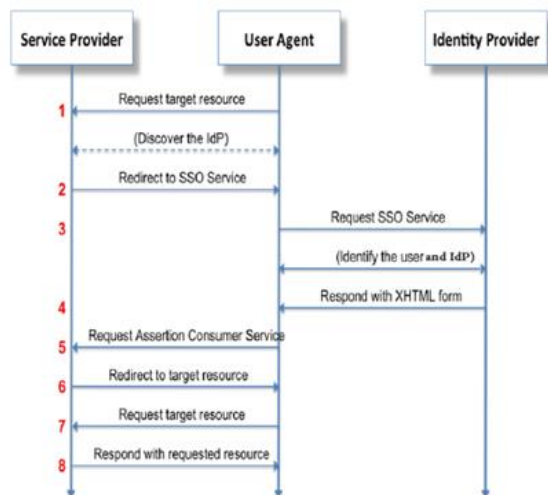 Service Provider
User Agent
Identity Provider
1
Request target resource
(Discover the IdP)
2
Redirect to SSO Service
3
Request SSO Service
(Identify the user and IdP)
4
Respond with XHTML form
5
Request Assertion Consumer Service
6
Redirect to target resource
7
Request target resource
8
Respond with requested resource